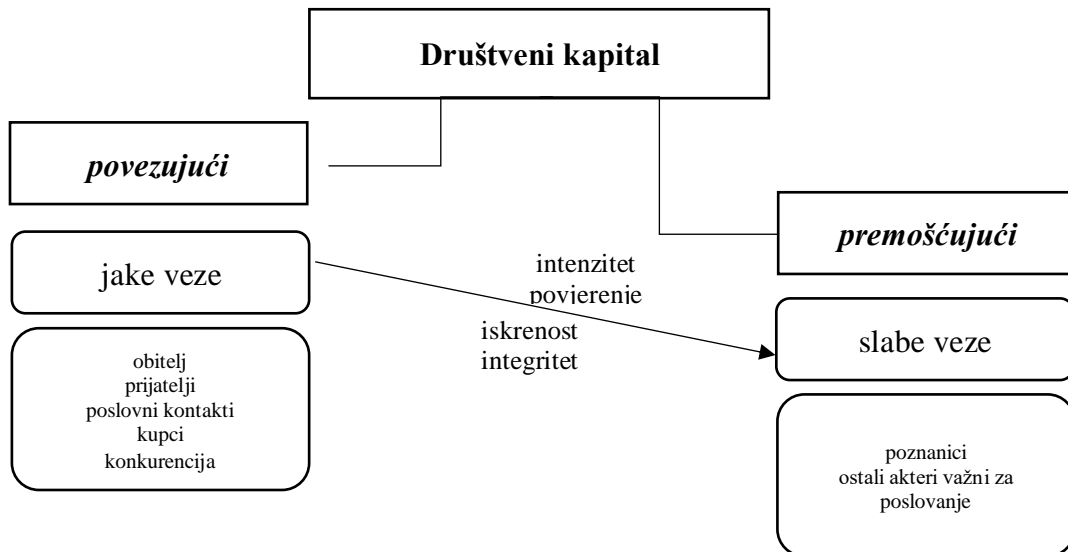 Društveni kapital
povezujući
jake veze
obitelj
prijatelji
poslovni kontakti
kupci
konkurencija
intenzitet
povjerenje
iskrenost
integritet
premošćujući
slabe veze
poznanici
ostali akteri važni za
poslovanje